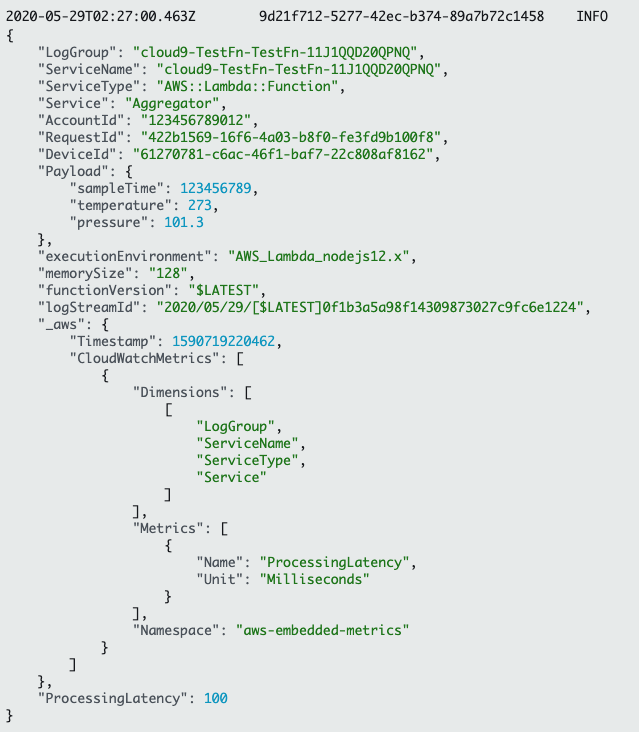 2020-05-29T02:27:00.463Z        9d21f712-5277-42ec-b374-89a7b72c1458    INFO
{
    "LogGroup": "cloud9-TestFn-TestFn-11J1QQD20QPNQ",
    "ServiceName": "cloud9-TestFn-TestFn-11J1QQD20QPNQ",
    "ServiceType": "AWS::Lambda::Function",
    "Service": "Aggregator",
    "AccountId": "123456789012",
    "RequestId": "422b1569-16f6-4a03-b8f0-fe3fd9b100f8",
    "DeviceId": "61270781-c6ac-46f1-baf7-22c808af8162",
    "Payload": {
        "sampleTime": 123456789,
        "temperature": 273,
        "pressure": 101.3
    },
    "executionEnvironment": "AWS_Lambda_nodejs12.x",
    "memorySize": "128",
    "functionVersion": "$LATEST",
    "logStreamId": "2020/05/29/[$LATEST]0f1b3a5a98f14309873027c9fc6e1224",
    "_aws": {
        "Timestamp": 1590719220462,
        "CloudWatchMetrics": [
            {
                "Dimensions": [
                    [
                        "LogGroup",
                        "ServiceName",
                        "ServiceType",
                        "Service"
                    ]
                ],
                "Metrics": [
                    {
                        "Name": "ProcessingLatency",
                        "Unit": "Milliseconds"
                    }
                ],
                "Namespace": "aws-embedded-metrics"
            }
        ]
    },
    "ProcessingLatency": 100
}